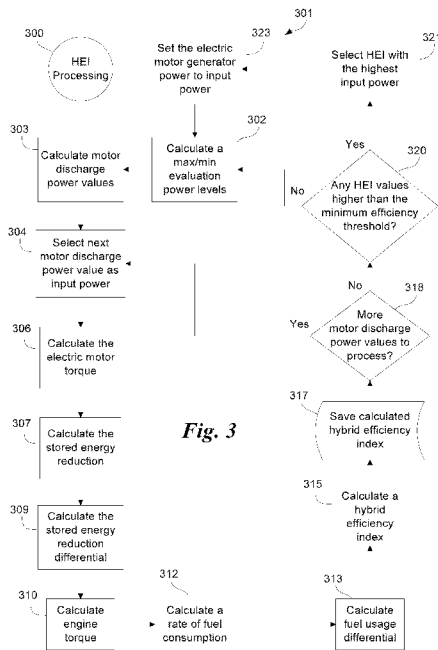 301
300
HEI
Processing
323
Set the electric
motor generator
power to input
power
321
Select HEI with
the highest
input power
303
Calculate motor
discharge
power values
302
Calculate a
max/min
evaluation
power levels
320
Yes
No
Any HEI values
higher than the
minimum efficiency
threshold?
304
Select next
motor discharge
power value as
input power
318
No
Yes
More
motor discharge
power values to
process?
306
Calculate the
electric motor
torque
317
Save calculated
hybrid efficiency
index
307
Calculate the
stored energy
reduction
Fig. 3
315
Calculate a
hybrid
efficiency
index
309
Calculate the
stored energy
reduction
differential
310
Calculate
engine
torque
312
Calculate a
rate of fuel
consumption
313
Calculate
fuel usage
differential